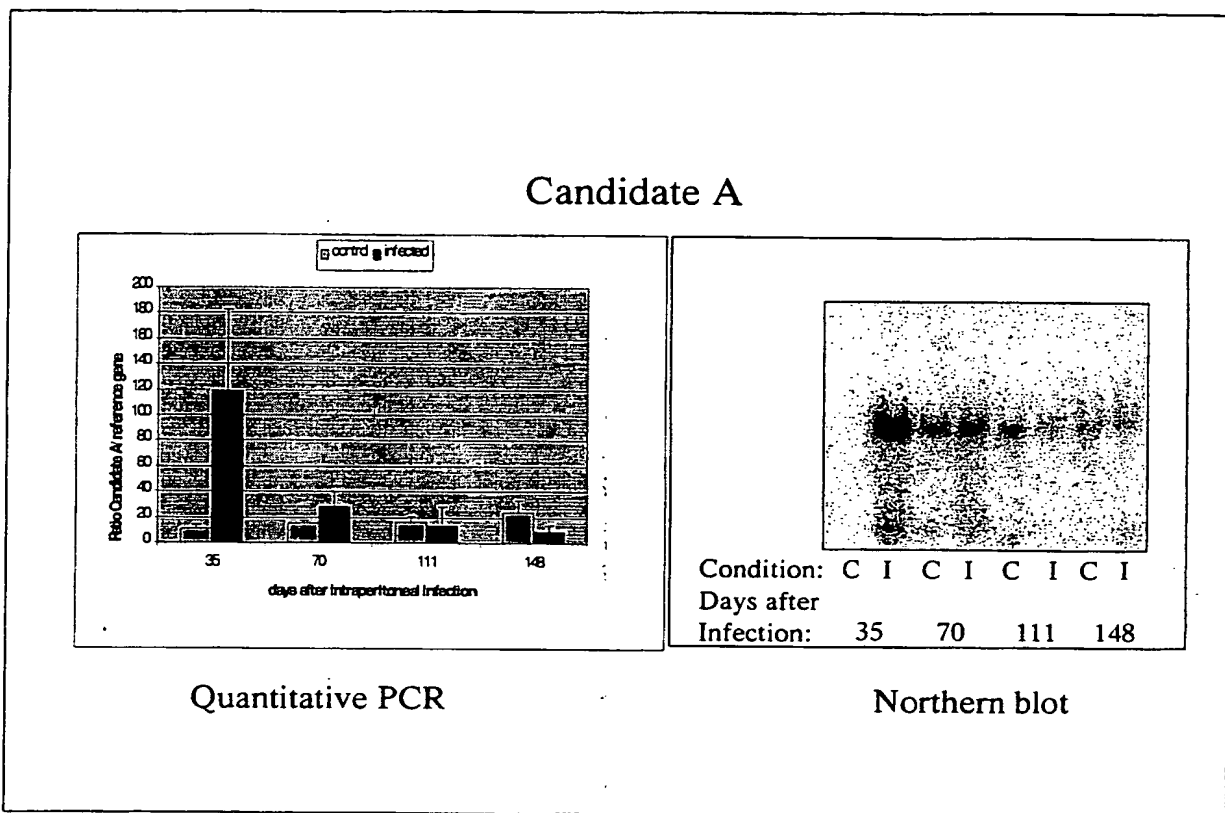 Candidate A
control infected
200
180
160
140
120
100
80
60
40
20
0
Ratio Candidate A/ reference gene
35 70 111 148
days after Intraperitoneal Infection
Condition: C I C I C I C I
Days after
Infection: 35 70 111 148
Quantitative PCR
Northern blot